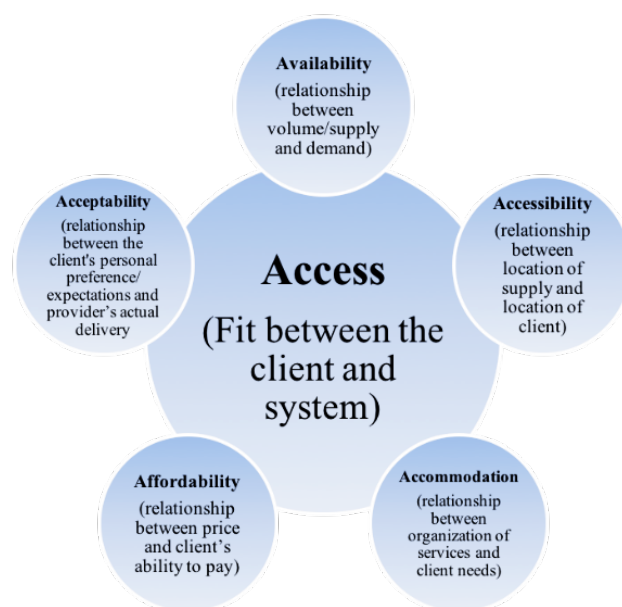 Availability
(relationship
between
volume/supply
and demand)
Acceptability
(relationship
between the
client's personal
preference/
expectations and
provider's actual
delivery
Accessibility
(relationship
between
location of
supply and
location of
client)
Access
(Fit between the
client and
system)
Affordability
(relationship
between price
and client's
ability to pay)
Accommodation
(relationship
between
organization of
services and
client needs)